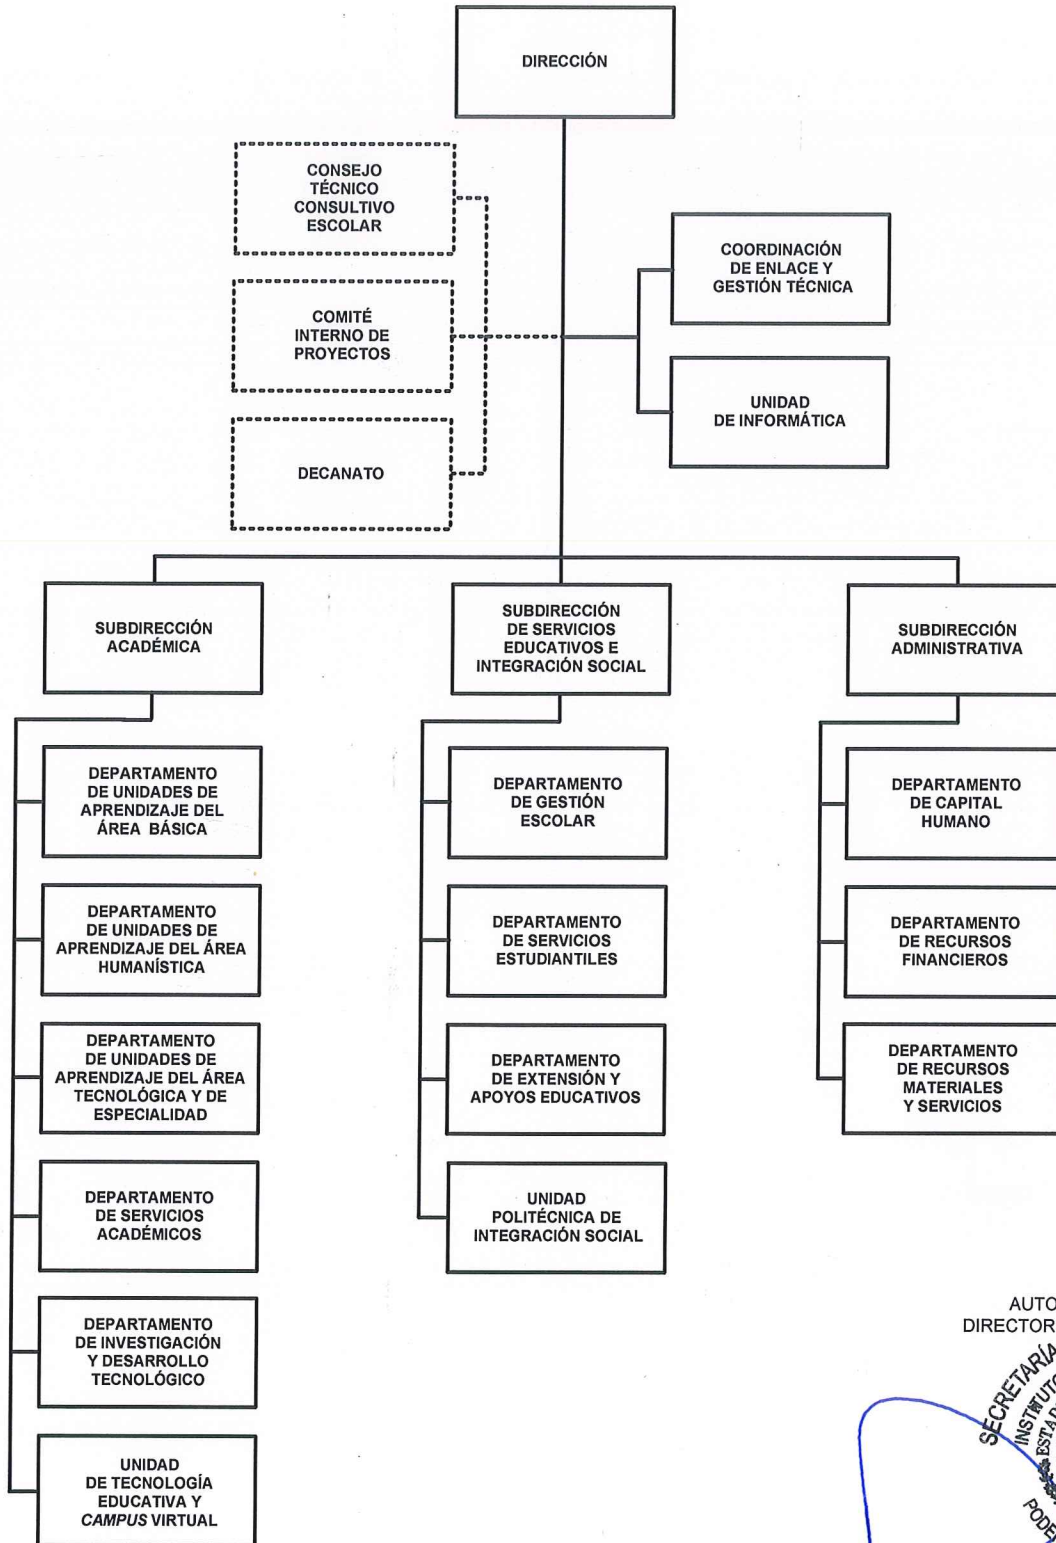 DIRECCIÓN
CONSEJO
TÉCNICO
CONSULTIVO
ESCOLAR
COMITÉ
INTERNO DE
PROYECTOS
DECANATO
COORDINACIÓN
DE ENLACE Y
GESTIÓN TÉCNICA
UNIDAD
DE INFORMÁTICA
SUBDIRECCIÓN
ACADÉMICA
DEPARTAMENTO
DE UNIDADES DE
APRENDIZAJE DEL
ÁREA BÁSICA
DEPARTAMENTO
DE UNIDADES DE
APRENDIZAJE DEL ÁREA
HUMANÍSTICA
DEPARTAMENTO
DE UNIDADES DE
APRENDIZAJE DEL ÁREA
TECNOLÓGICA Y DE
ESPECIALIDAD
DEPARTAMENTO
DE SERVICIOS
ACADÉMICOS
DEPARTAMENTO
DE INVESTIGACIÓN
Y DESARROLLO
TECNOLÓGICO
UNIDAD
DE TECNOLOGÍA
EDUCATIVA Y
CAMPUS VIRTUAL
SUBDIRECCIÓN
DE SERVICIOS
EDUCATIVOS E
INTEGRACIÓN SOCIAL
DEPARTAMENTO
DE GESTIÓN
ESCOLAR
DEPARTAMENTO
DE SERVICIOS
ESTUDIANTILES
DEPARTAMENTO
DE EXTENSIÓN Y
APOYOS EDUCATIVOS
UNIDAD
POLITÉCNICA DE
INTEGRACIÓN SOCIAL
SUBDIRECCIÓN
ADMINISTRATIVA
DEPARTAMENTO
DE CAPITAL
HUMANO
DEPARTAMENTO
DE RECURSOS
FINANCIEROS
DEPARTAMENTO
DE RECURSOS
MATERIALES
Y SERVICIOS
AUTO
DIRECTOR
SECRETARÍA
INSTITUTO
ESTAD
PODE